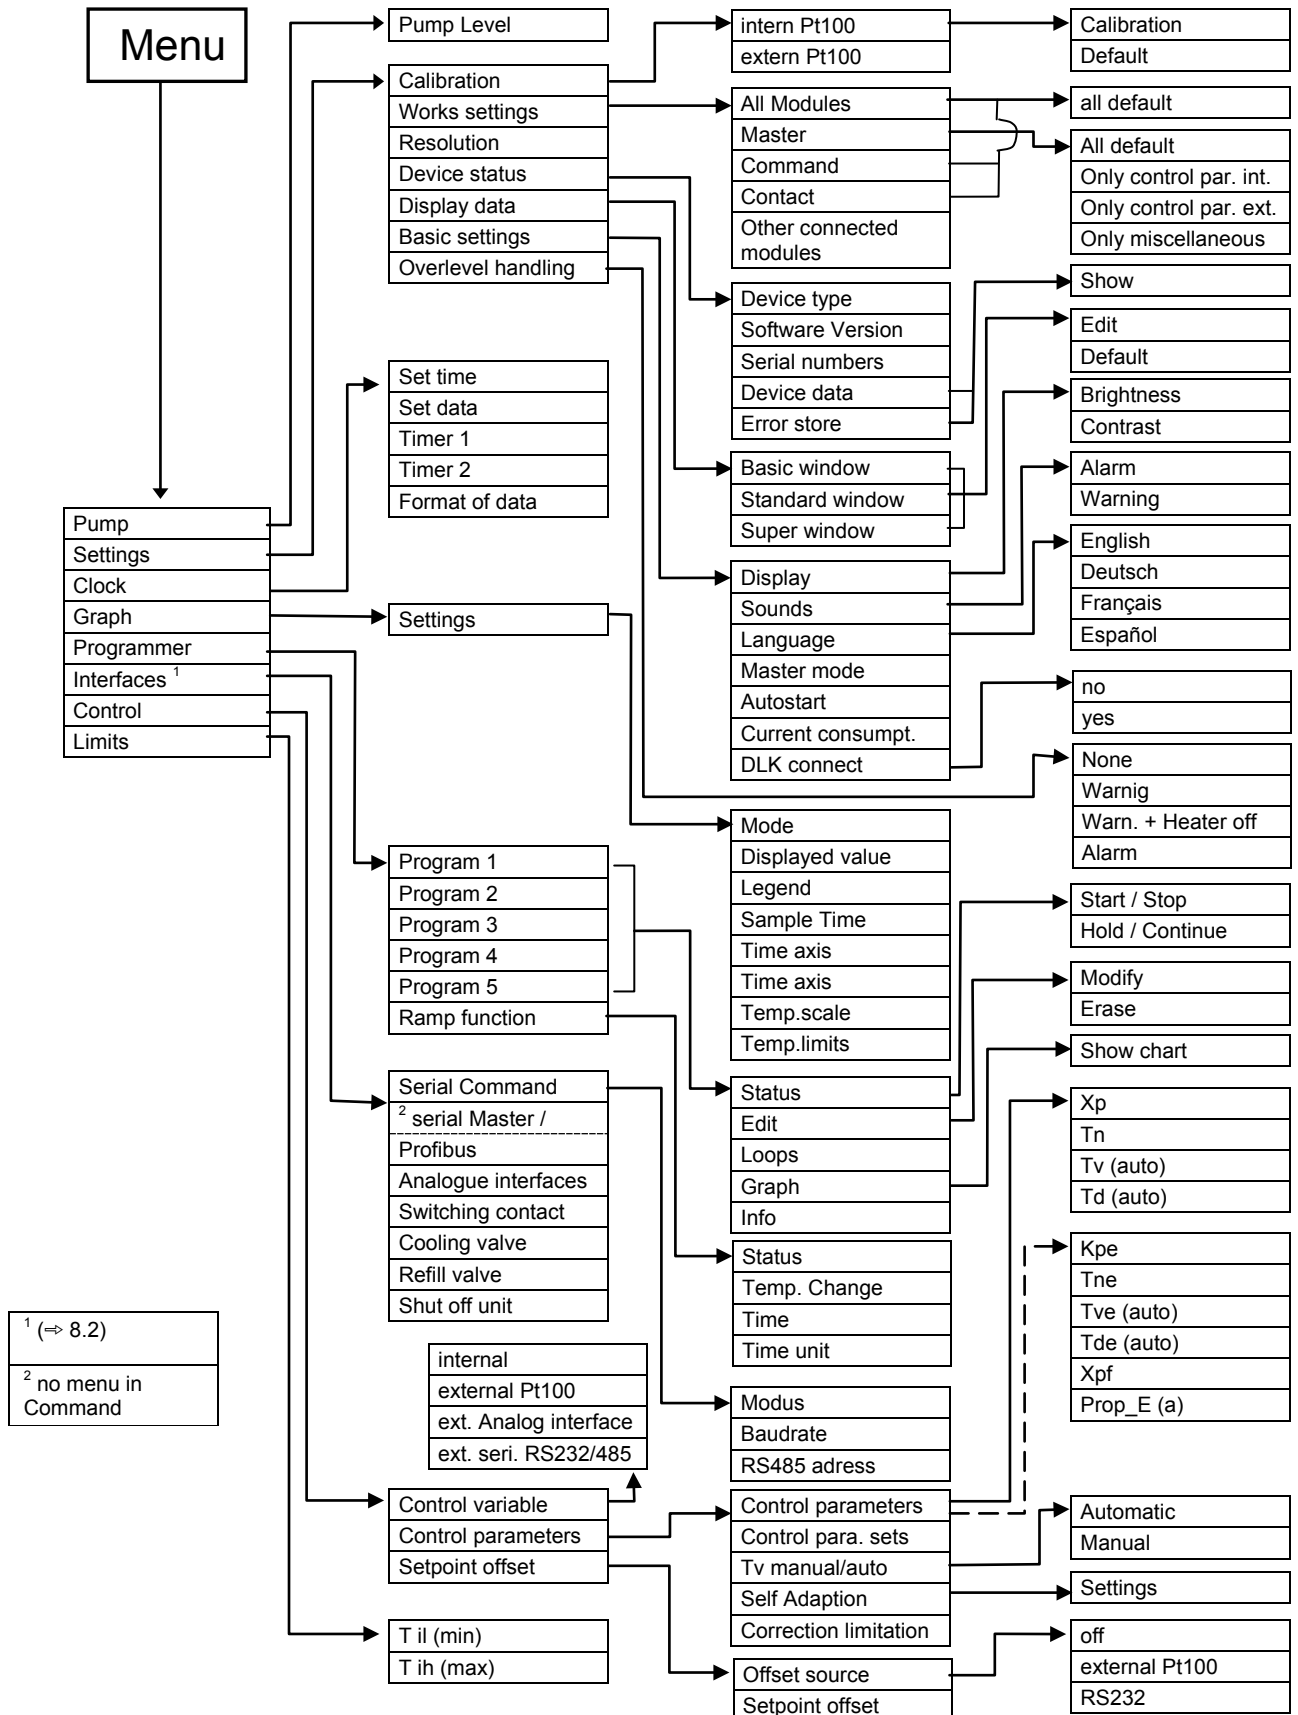 Menu
Pump
Settings
Clock
Graph
Programmer
Interfaces 1
Control
Limits
1 (⇨ 8.2)
2 no menu in
Command
Pump Level
Calibration
Works settings
Resolution
Device status
Display data
Basic settings
Overlevel handling
Set time
Set data
Timer 1
Timer 2
Format of data
Settings
Program 1
Program 2
Program 3
Program 4
Program 5
Ramp function
Serial Command
2 serial Master /
Profibus
Analogue interfaces
Switching contact
Cooling valve
Refill valve
Shut off unit
internal
external Pt100
ext. Analog interface
ext. seri. RS232/485
Control variable
Control parameters
Setpoint offset
T il (min)
T ih (max)
intern Pt100
extern Pt100
All Modules
Master
Command
Contact
Other connected
modules
Device type
Software Version
Serial numbers
Device data
Error store
Basic window
Standard window
Super window
Display
Sounds
Language
Master mode
Autostart
Current consumpt.
DLK connect
Mode
Displayed value
Legend
Sample Time
Time axis
Time axis
Temp.scale
Temp.limits
Status
Edit
Loops
Graph
Info
Status
Temp. Change
Time
Time unit
Modus
Baudrate
RS485 adress
Control parameters
Control para. sets
Tv manual/auto
Self Adaption
Correction limitation
Offset source
Setpoint offset
Calibration
Default
all default
All default
Only control par. int.
Only control par. ext.
Only miscellaneous
Show
Edit
Default
Brightness
Contrast
Alarm
Warning
English
Deutsch
Français
Español
no
yes
None
Warnig
Warn. + Heater off
Alarm
Start / Stop
Hold / Continue
Modify
Erase
Show chart
Xp
Tn
Tv (auto)
Td (auto)
Kpe
Tne
Tve (auto)
Tde (auto)
Xpf
Prop_E (a)
Automatic
Manual
Settings
off
external Pt100
RS232